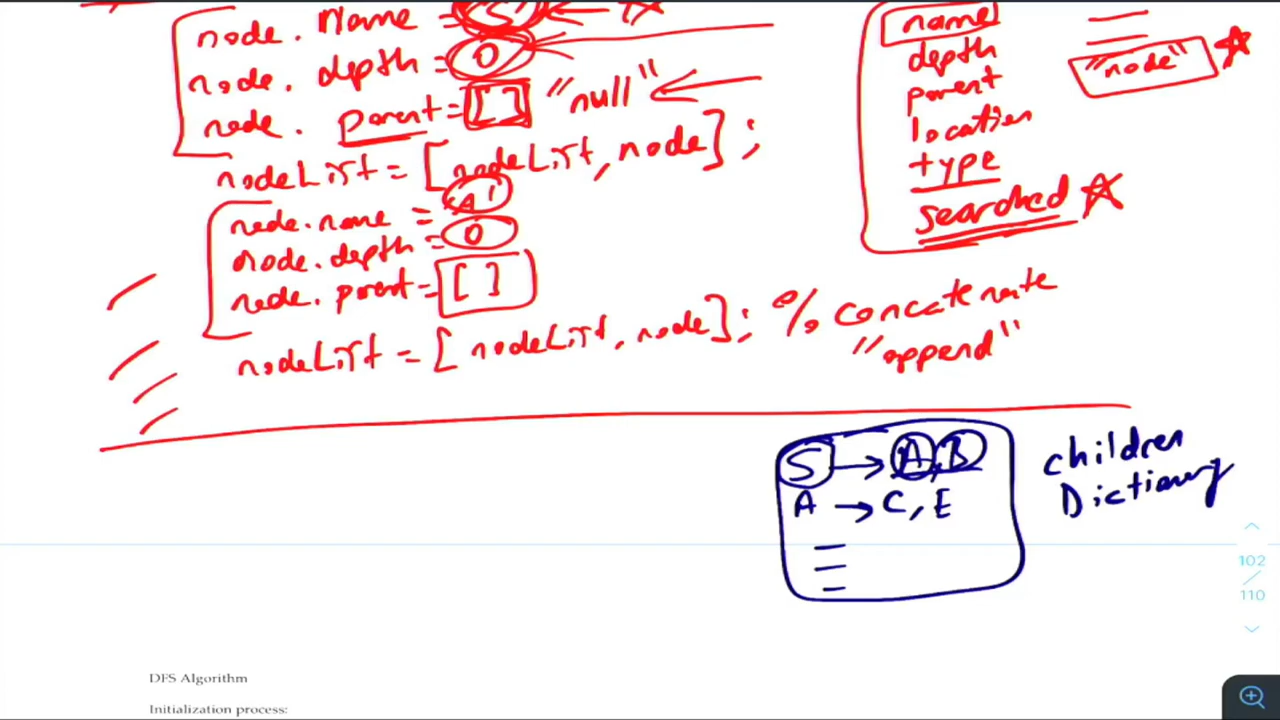 node. Name = 'S'
node. depth = 0
node. parent = [ ] "null"
nodeList = [nodeList, node];
node.name = 'A'
node.depth = 0
node. parent = [ ]
nodeList = [nodeList, node]; % Concatenate
"append"
name
depth
parent
location
type
searched
"node"
S → A, B
A → C, E
children
Dictionary
102
/
110
DFS Algorithm
Initialization process: